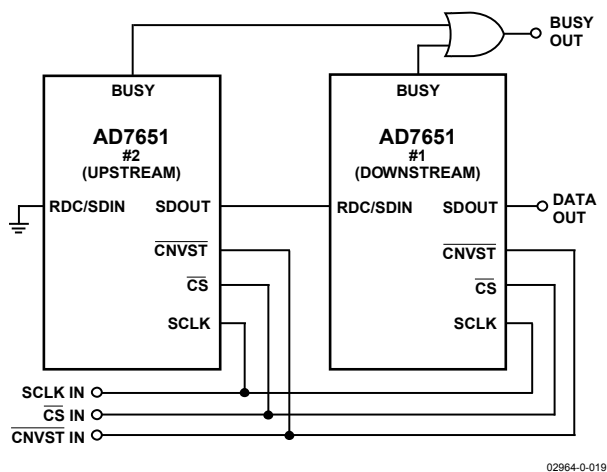 BUSY
OUT
BUSY
BUSY
AD7651
#2
(UPSTREAM)
AD7651
#1
(DOWNSTREAM)
RDC/SDIN
SDOUT
RDC/SDIN
SDOUT
DATA
OUT
CNVST
CNVST
CS
CS
SCLK
SCLK
SCLK IN
CS IN
CNVST IN
02964-0-019